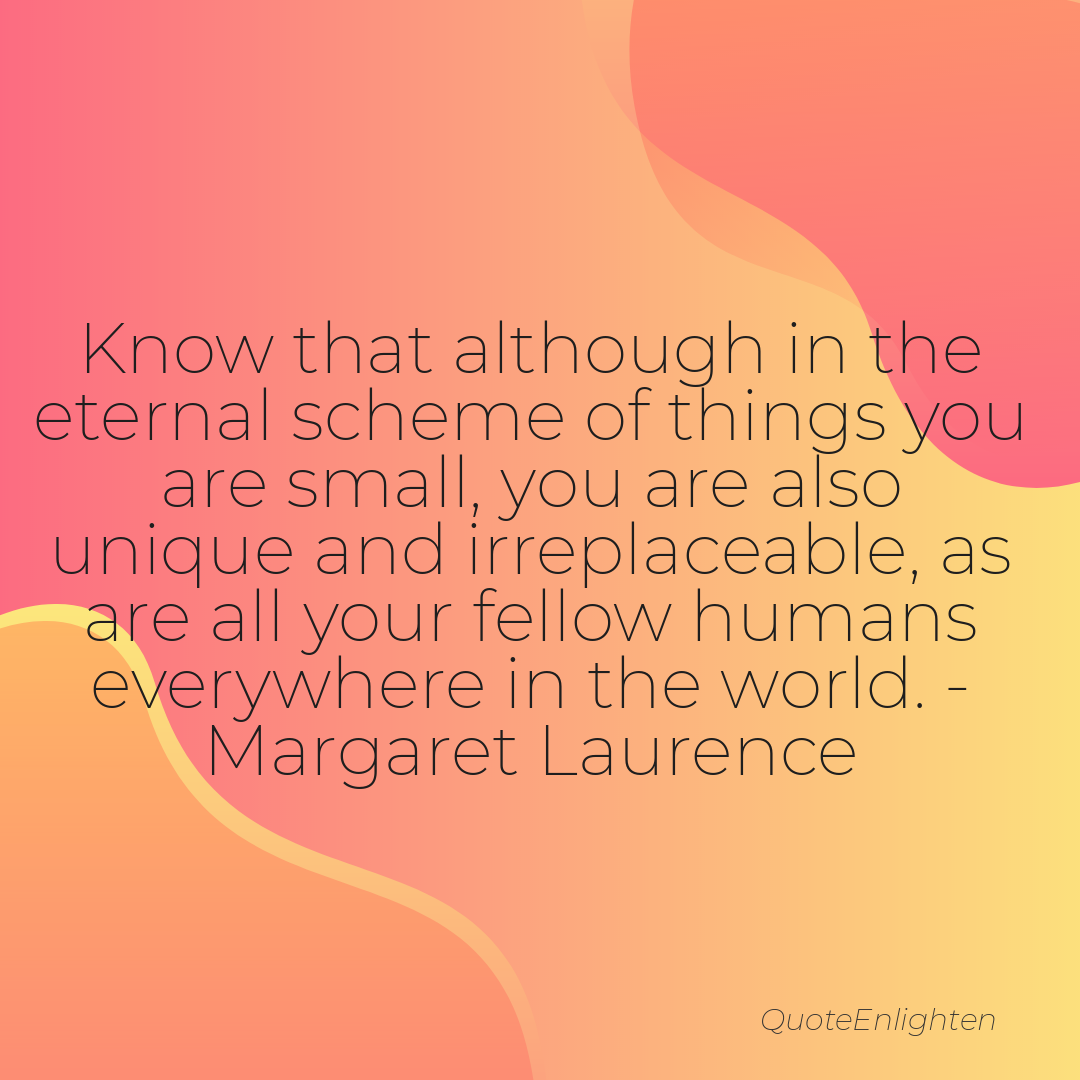 Know that although in the
eternal scheme of things you
are small, you are also
unique and irreplaceable, as
are all your fellow humans
everywhere in the world. -
Margaret Laurence
QuoteEnlighten